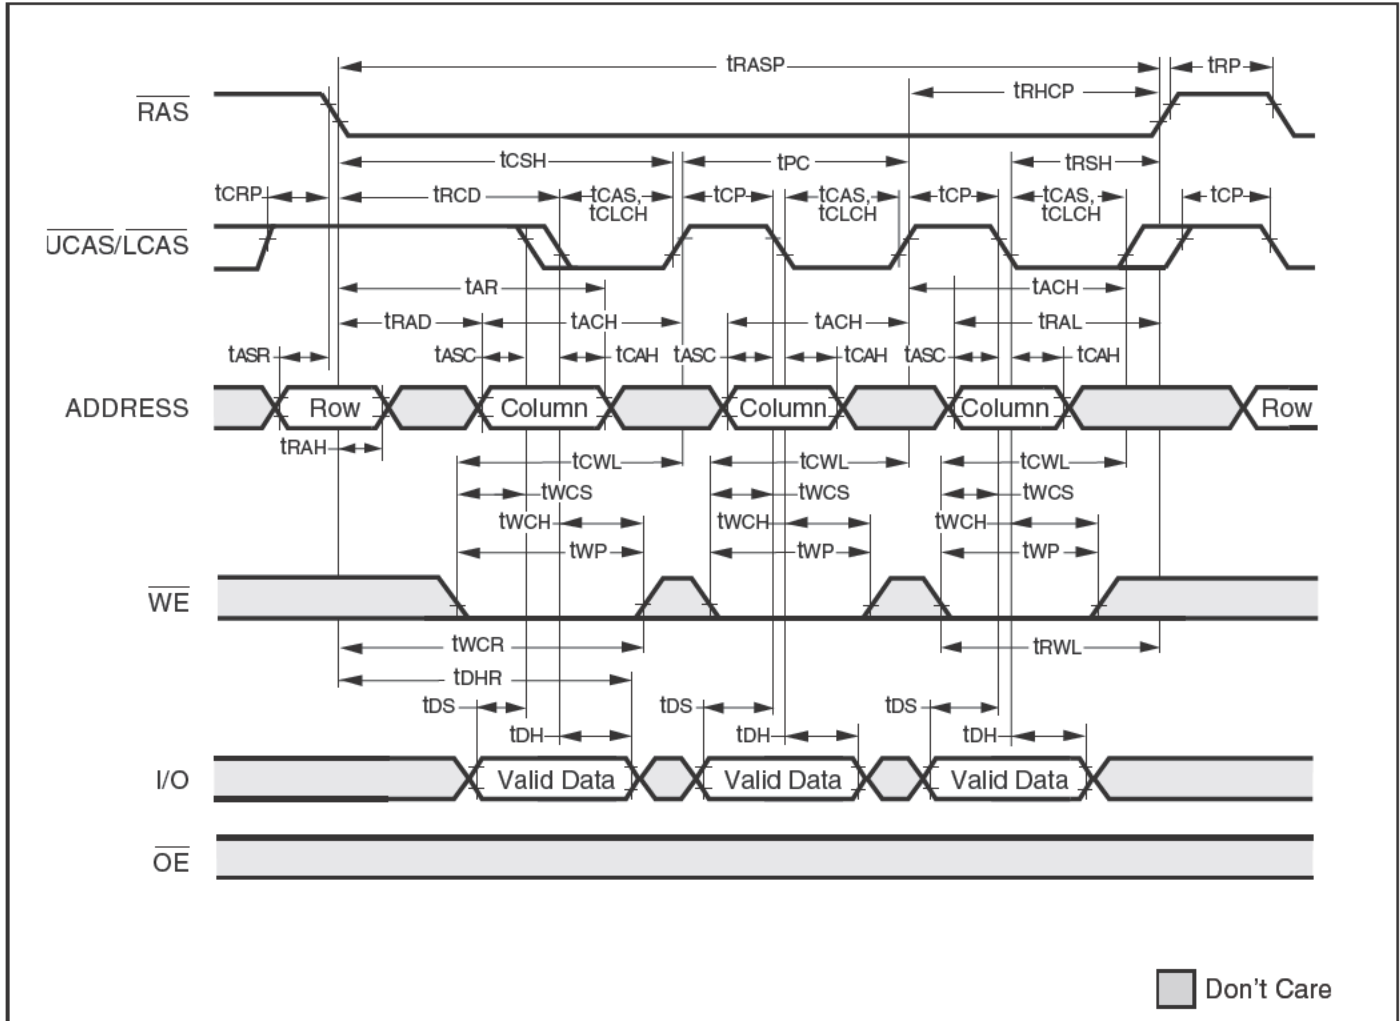 tRASP
tRP
tRHCP
RAS
tCSH
tPC
tRSH
tCRP
tRCD
tCAS,
tCLCH
tCP
tCAS,
tCLCH
tCP
tCAS,
tCLCH
tCP
UCAS/LCAS
tAR
tACH
tRAD
tACH
tACH
tRAL
tASR
tASC
tCAH
tASC
tCAH
tASC
tCAH
ADDRESS
Row
Column
Column
Column
Row
tRAH
tCWL
tCWL
tCWL
tWCS
tWCS
tWCS
tWCH
tWCH
tWCH
tWP
tWP
tWP
WE
tWCR
tRWL
tDHR
tDS
tDS
tDS
tDH
tDH
tDH
I/O
Valid Data
Valid Data
Valid Data
OE
Don't Care